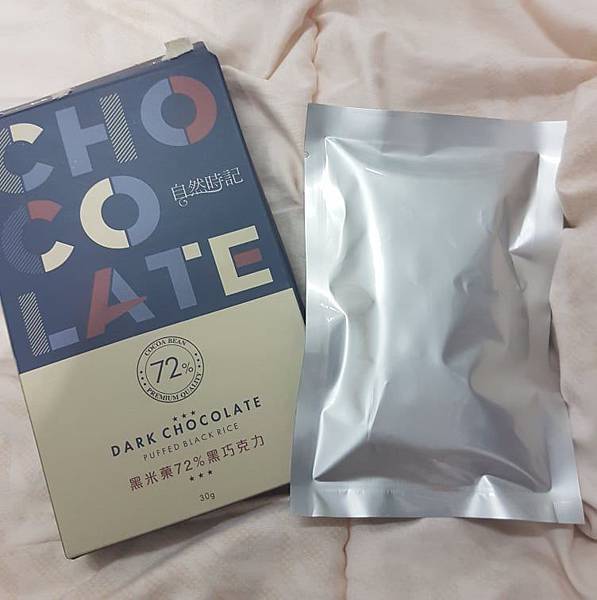 CHO
CO
LATE
自然時記
COCOA BEAN
72%
PREMIUM QUALITY
DARK CHOCOLATE
PUFFED BLACK RICE
黑米菓72%黑巧克力
30g